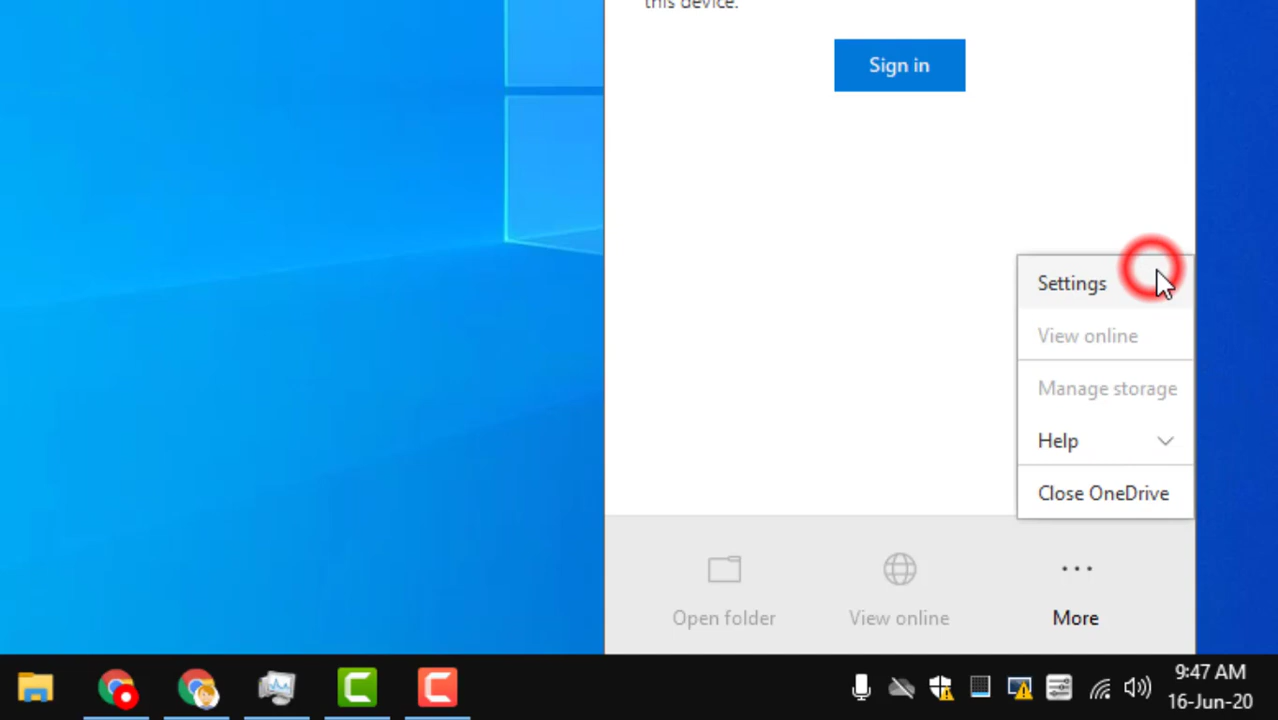 this device.
Sign in
Settings
View online
Manage storage
Help
Close OneDrive
Open folder
View online
More
9:47 AM
16-Jun-20